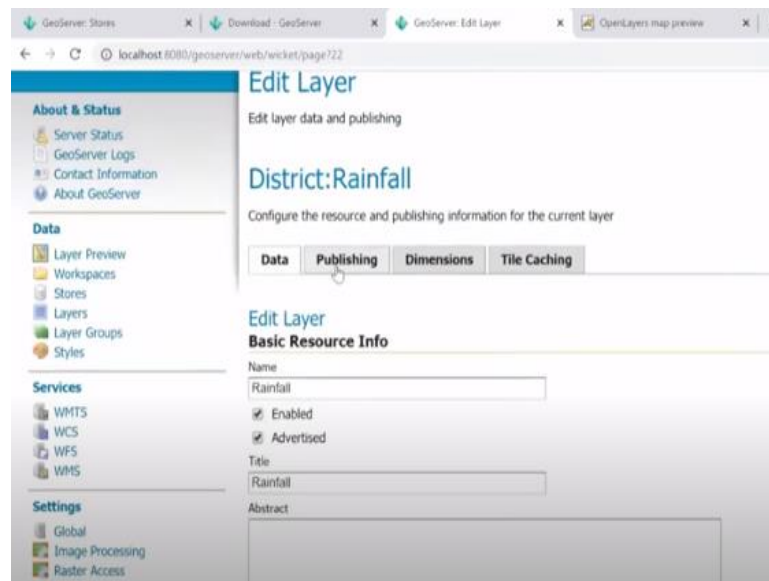 GeoServer: Stores
Download - GeoServer
GeoServer: Edit Layer
OpenLayers map preview
localhost:8080/geoserver/web/wicket/page?22
About & Status
Server Status
GeoServer Logs
Contact Information
About GeoServer
Data
Layer Preview
Workspaces
Stores
Layers
Layer Groups
Styles
Services
WMTS
WCS
WFS
WMS
Settings
Global
Image Processing
Raster Access
Edit Layer
Edit layer data and publishing
District:Rainfall
Configure the resource and publishing information for the current layer
Data Publishing Dimensions Tile Caching
Edit Layer
Basic Resource Info
Name
Rainfall
Enabled
Advertised
Title
Rainfall
Abstract